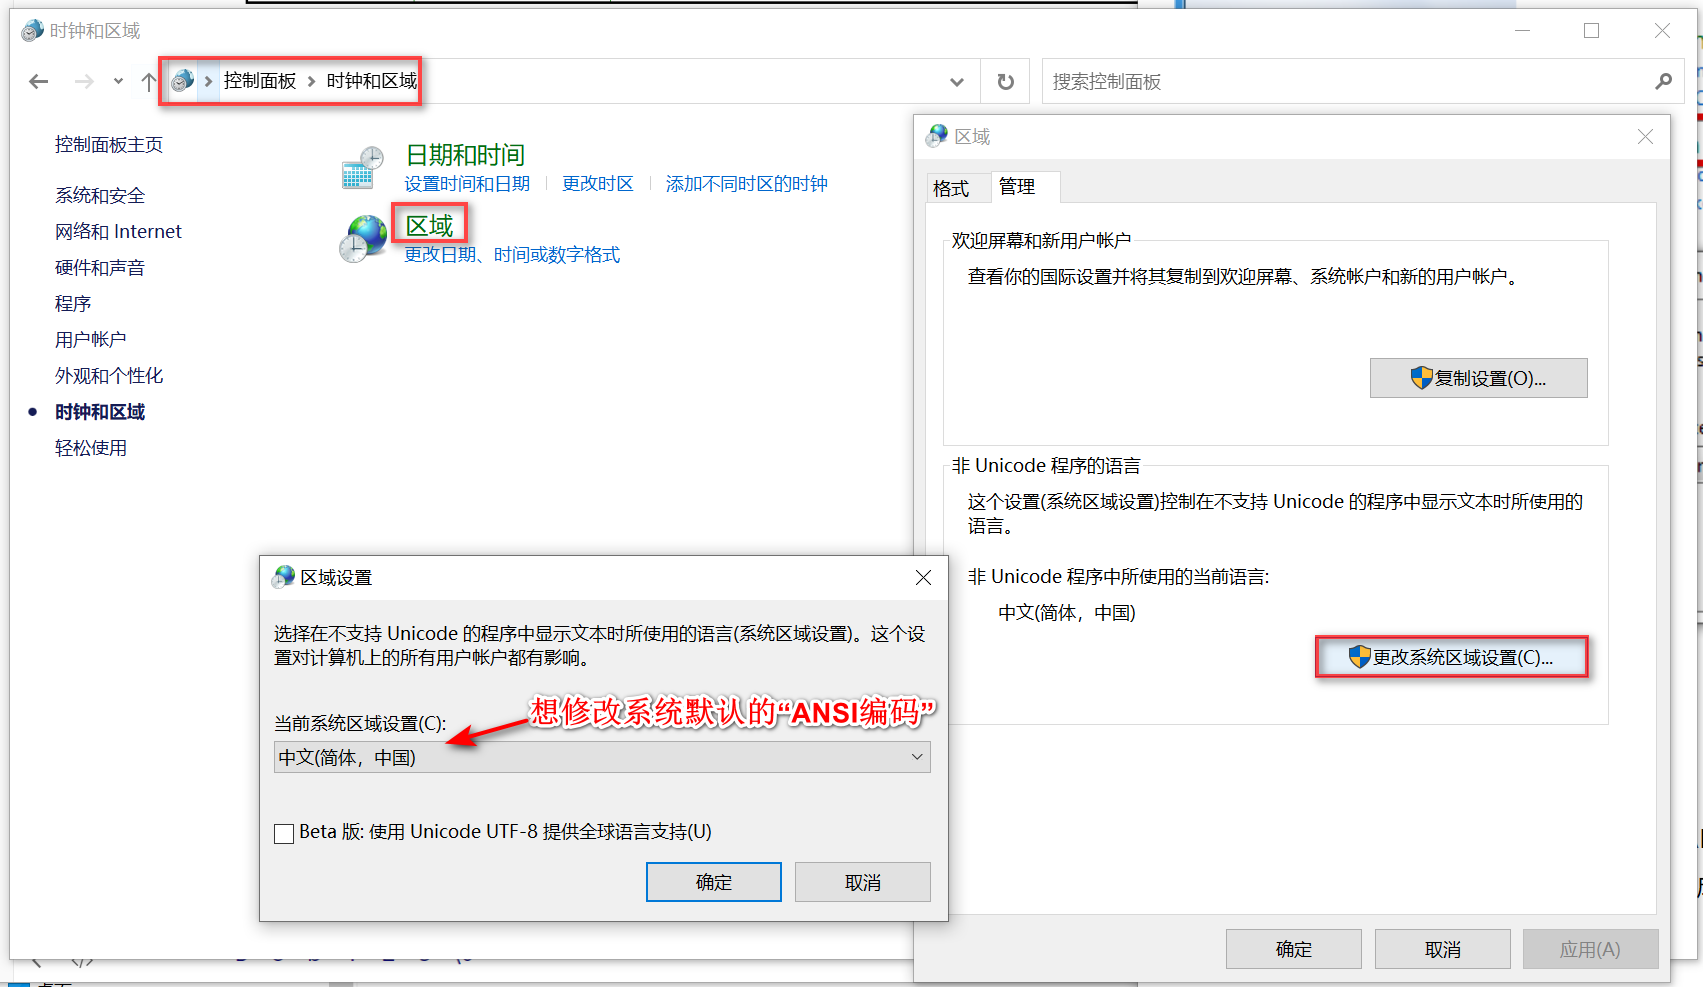 时钟和区域
控制面板 时钟和区域
搜索控制面板
控制面板主页
系统和安全
网络和 Internet
硬件和声音
程序
用户帐户
外观和个性化
时钟和区域
轻松使用
日期和时间
设置时间和日期 更改时区 添加不同时区的时钟
区域
更改日期、时间或数字格式
区域
格式 管理
欢迎屏幕和新用户帐户
查看你的国际设置并将其复制到欢迎屏幕、系统帐户和新的用户帐户。
复制设置(O)...
非 Unicode 程序的语言
这个设置(系统区域设置)控制在不支持 Unicode 的程序中显示文本时所使用的
语言。
非 Unicode 程序中所使用的当前语言:
中文(简体，中国)
更改系统区域设置(C)...
确定 取消 应用(A)
区域设置
选择在不支持 Unicode 的程序中显示文本时所使用的语言(系统区域设置)。这个设
置对计算机上的所有用户帐户都有影响。
想修改系统默认的“ANSI编码”
当前系统区域设置(C):
中文(简体，中国)
Beta 版: 使用 Unicode UTF-8 提供全球语言支持(U)
确定 取消